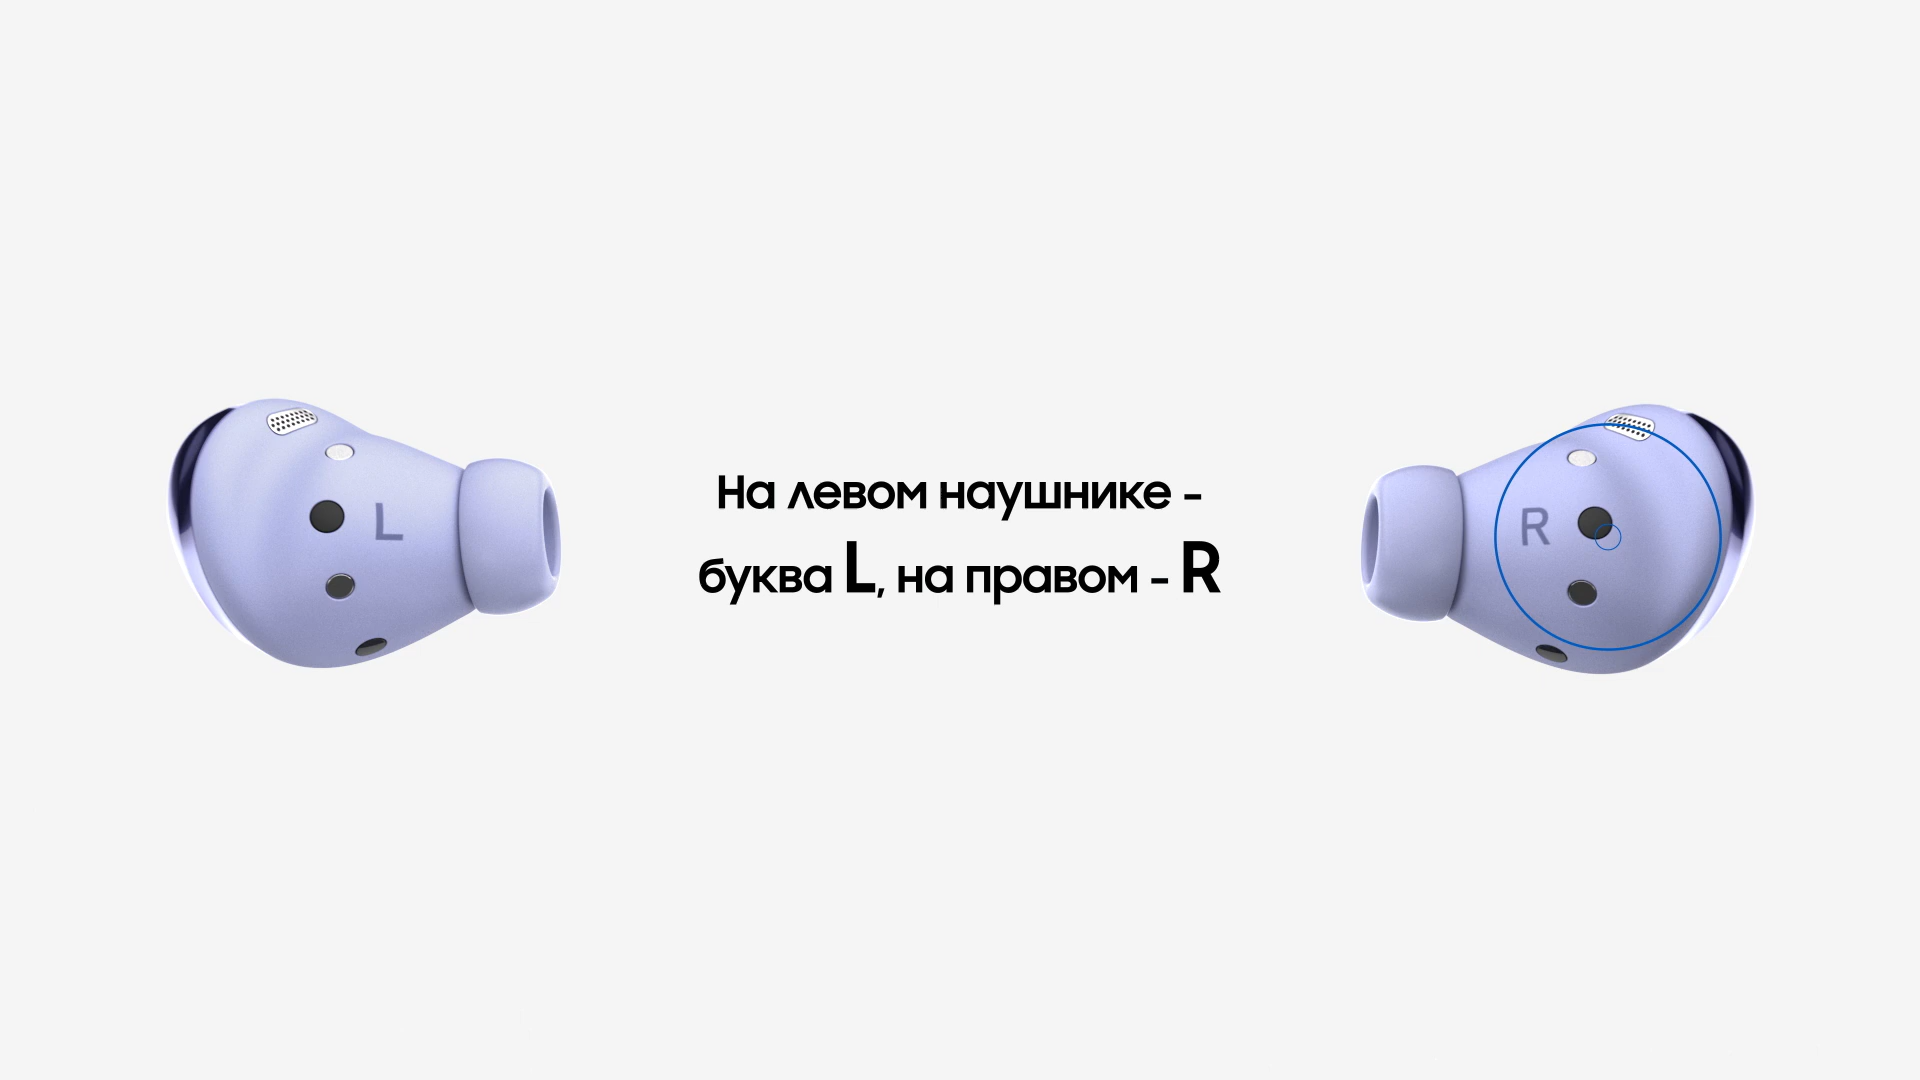 На левом наушнике -
буква L, на правом - R
L
R